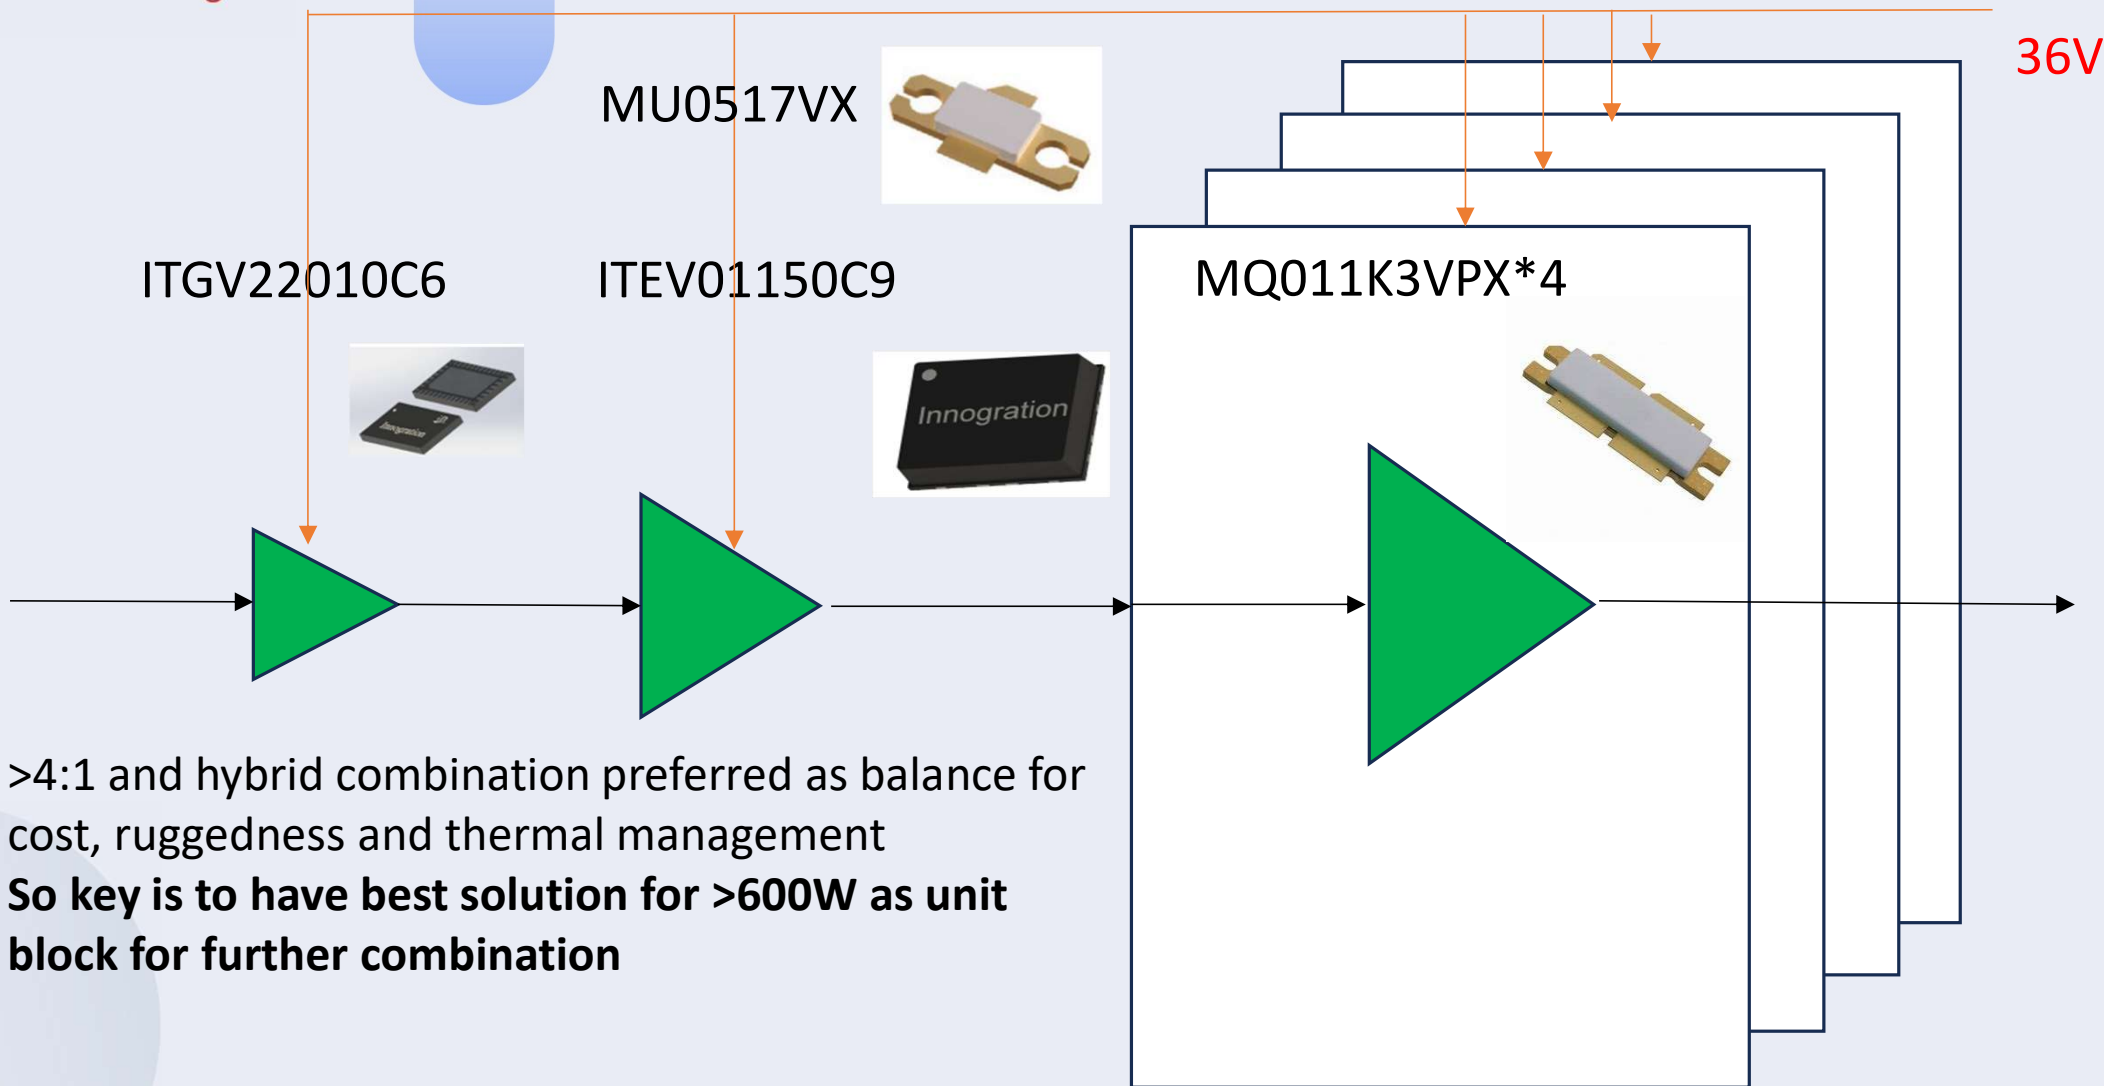 36V
MU0517VX
ITGV22010C6
ITEV01150C9
MQ011K3VPX*4
Innogration
Innogration
>4:1 and hybrid combination preferred as balance for
cost, ruggedness and thermal management
So key is to have best solution for >600W as unit
block for further combination